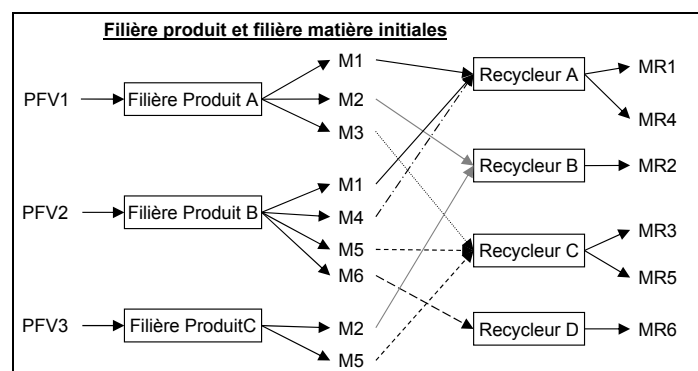 Filière produit et filière matière initiales
PFV1
Filière Produit A
M1
M2
M3
PFV2
Filière Produit B
M1
M4
M5
M6
PFV3
Filière ProduitC
M2
M5
Recycleur A
MR1
MR4
Recycleur B
MR2
Recycleur C
MR3
MR5
Recycleur D
MR6